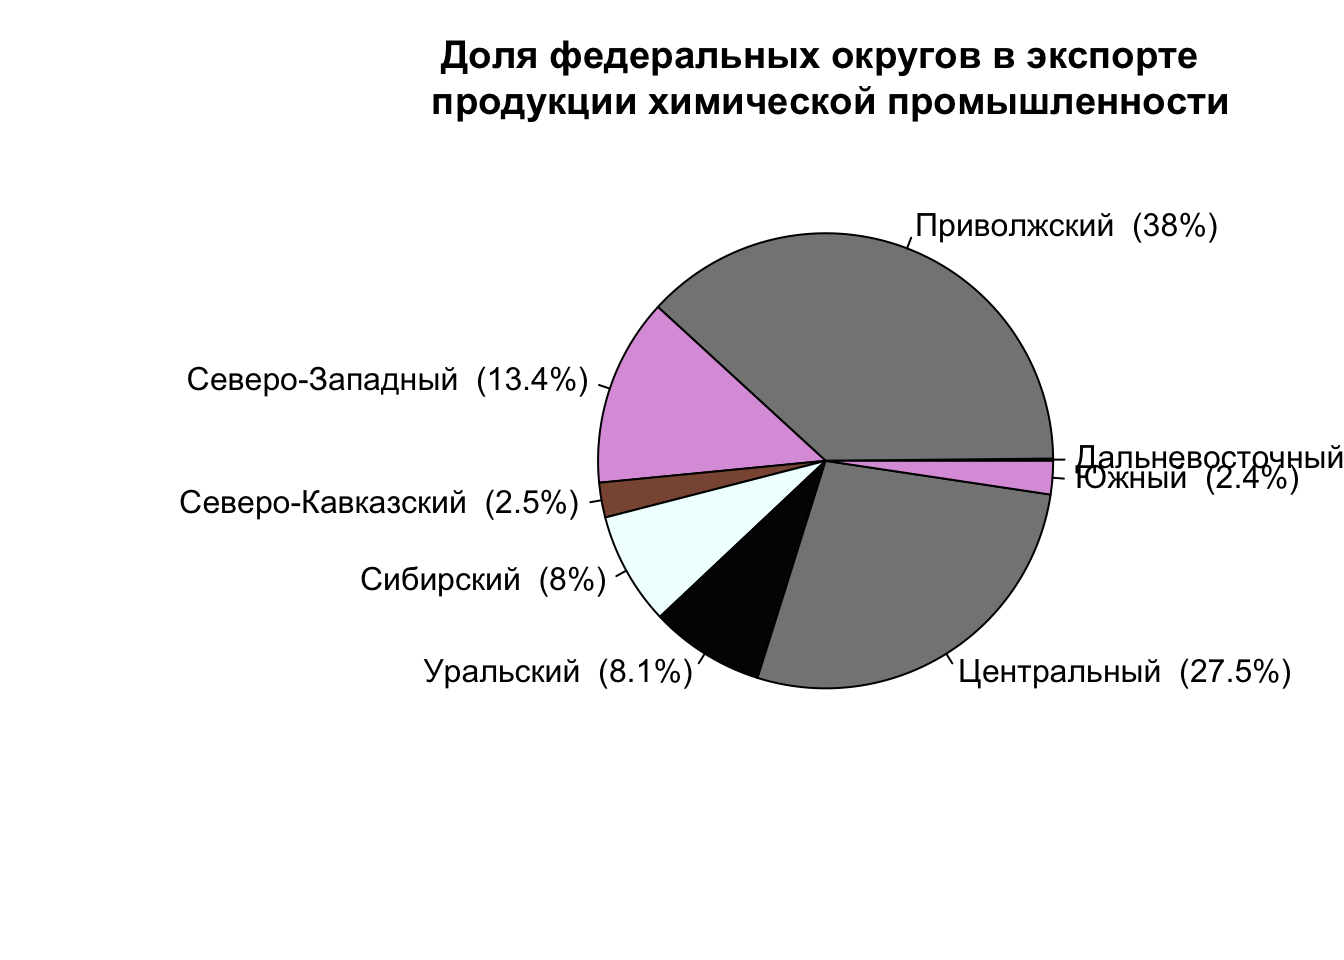 Доля федеральных округов в экспорте
продукции химической промышленности
Приволжский (38%)
Северо-Западный (13.4%)
Дальневосточный
Южный (2.4%)
Северо-Кавказский (2.5%)
Сибирский (8%)
Уральский (8.1%)
Центральный (27.5%)